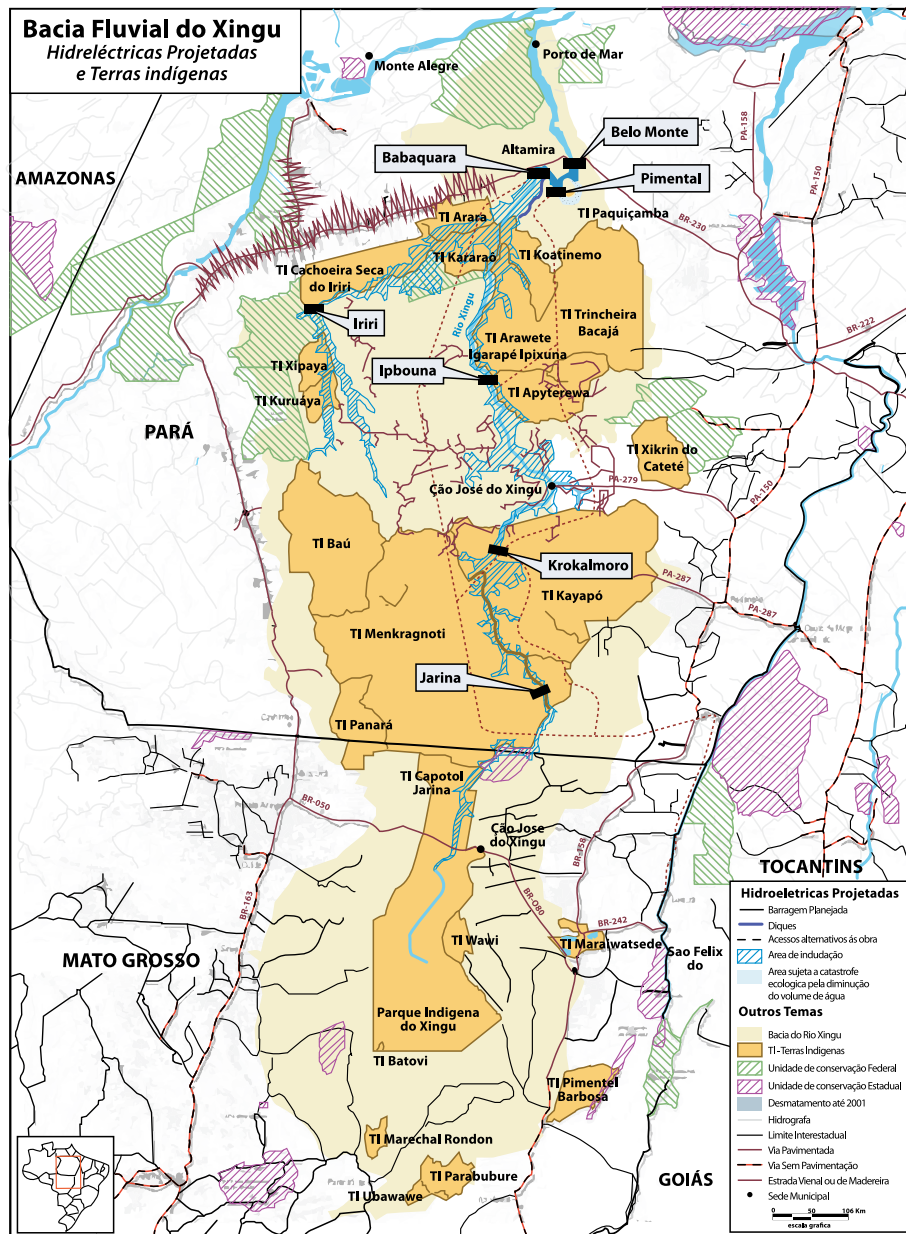 Bacia Fluvial do Xingu
Hidreléctricas Projetadas
e Terras indígenas
Monte Alegre
Porto de Mar
PA-158
PA-150
Altamira
Belo Monte
Babaquara
Pimental
AMAZONAS
TI Arara
TI Paquiçamba
BR-230
TI Kararaô
TI Koatinemo
TI Cachoeira Seca
do Iriri
Rio Xingu
TI Trincheira
Bacajá
BR-222
Iriri
TI Arawete
Igarapé Ipixuna
TI Xipaya
Ipbouna
TI Kuruáya
TI Apyterewa
PARÁ
TI Xikrin do
Cateté
Ção José do Xingu
PA-279
PA-150
TI Baú
Krokalmoro
PA-287
TI Kayapó
PA-287
TI Menkragnoti
Jarina
TI Panará
TI Capotol
Jarina
BR-050
Ção Jose
do Xingu
BR-158
TOCANTINS
BR-163
BR-O80
BR-242
TI Wawi
TI Maraiwatsede
Sao Felix
do
MATO GROSSO
Parque Indigena
do Xingu
TI Batovi
TI Pimentel
Barbosa
TI Marechal Rondon
TI Parabubure
TI Ubawawe
GOIÁS
Hidroeletricas Projetadas
Barragem Planejada
Diques
Acessos alternativos ás obra
Area de indudação
Area sujeta a catastrofe
ecologica pela diminução
do volume de água
Outros Temas
Bacia do Rio Xingu
TI-Terras Indigenas
Unidade de conservação Federal
Unidade de conservação Estadual
Desmatamento até 2001
Hidrografa
Limite Interestadual
Via Pavimentada
Via Sem Pavimentação
Estrada Vienal ou de Madereira
Sede Municipal
0 50 106 Km
escala grafica